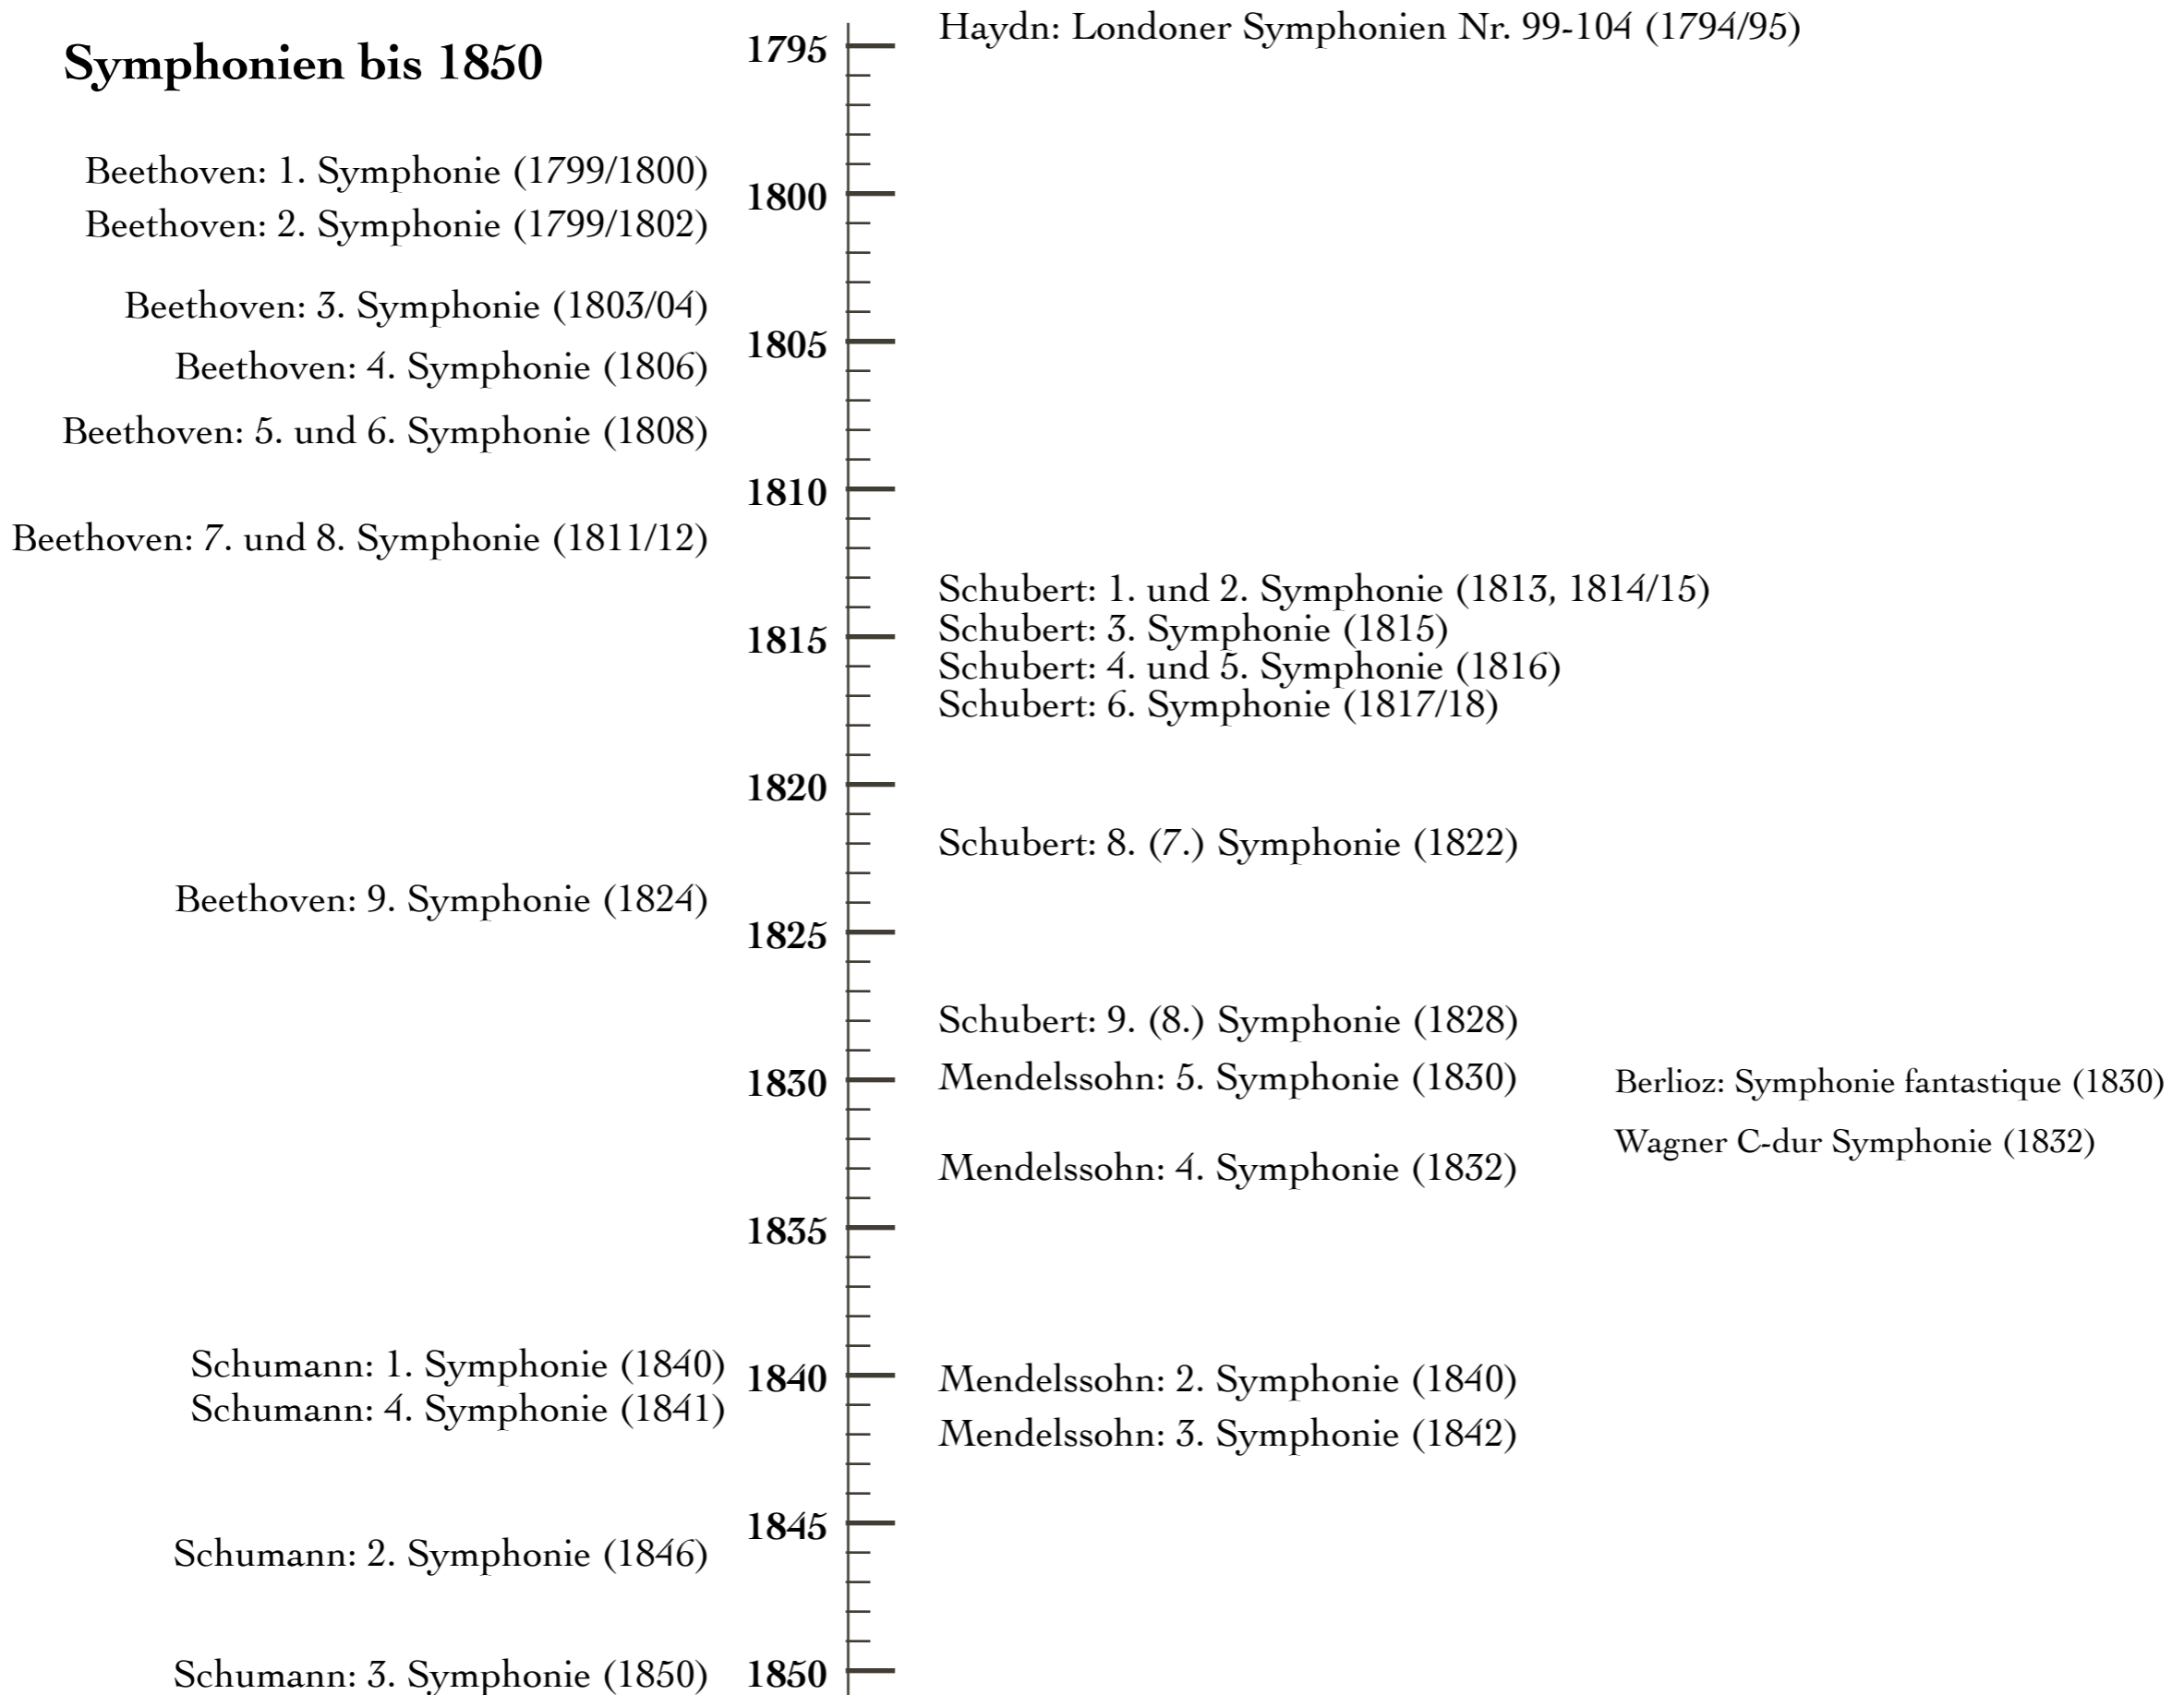 Symphonien bis 1850
Haydn: Londoner Symphonien Nr. 99-104 (1794/95)
1795
Beethoven: 1. Symphonie (1799/1800)
1800
Beethoven: 2. Symphonie (1799/1802)
Beethoven: 3. Symphonie (1803/04)
1805
Beethoven: 4. Symphonie (1806)
Beethoven: 5. und 6. Symphonie (1808)
1810
Beethoven: 7. und 8. Symphonie (1811/12)
Schubert: 1. und 2. Symphonie (1813, 1814/15)
Schubert: 3. Symphonie (1815)
1815
Schubert: 4. und 5. Symphonie (1816)
Schubert: 6. Symphonie (1817/18)
1820
Schubert: 8. (7.) Symphonie (1822)
Beethoven: 9. Symphonie (1824)
1825
Schubert: 9. (8.) Symphonie (1828)
1830
Mendelssohn: 5. Symphonie (1830)
Berlioz: Symphonie fantastique (1830)
Wagner C-dur Symphonie (1832)
Mendelssohn: 4. Symphonie (1832)
1835
Schumann: 1. Symphonie (1840)
1840
Mendelssohn: 2. Symphonie (1840)
Schumann: 4. Symphonie (1841)
Mendelssohn: 3. Symphonie (1842)
1845
Schumann: 2. Symphonie (1846)
Schumann: 3. Symphonie (1850)
1850